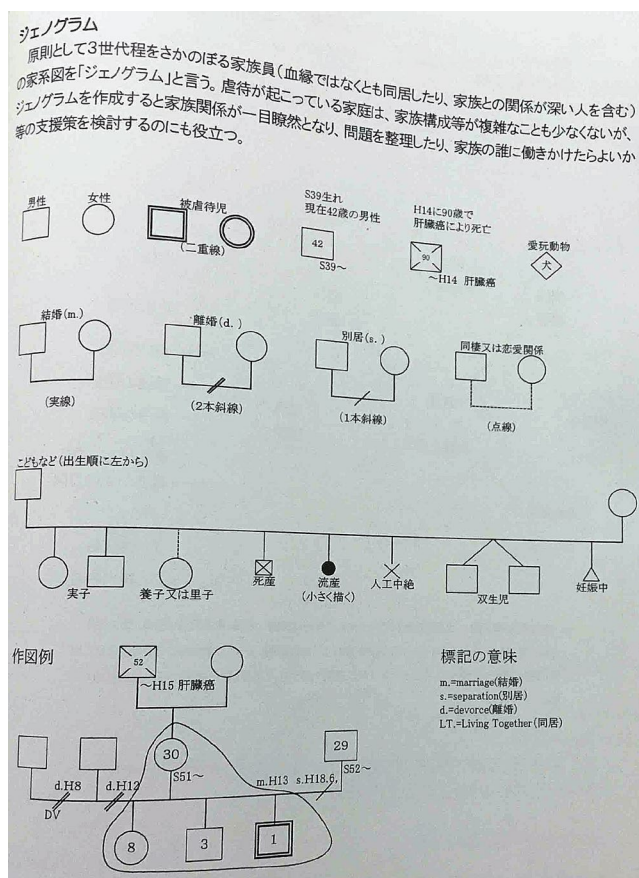 ジェノグラム
原則として3世代程をさかのぼる家族員(血縁ではなくとも同居したり、家族との関係が深い人を含む)
の家系図を「ジェノグラム」と言う。虐待が起こっている家庭は、家族構成等が複雑なことも少なくないが、
ジェノグラムを作成すると家族関係が一目瞭然となり、問題を整理したり、家族の誰に働きかけたらよいか
等の支援策を検討するのにも役立つ。
男性
女性
被虐待児
(二重線)
S39生れ
現在42歳の男性
42
S39~
H14に90歳で
肝臓癌により死亡
90
~H14 肝臓癌
愛玩動物
犬
結婚(m.)
(実線)
離婚(d.)
(2本斜線)
別居(s.)
(1本斜線)
同棲又は恋愛関係
(点線)
こどもなど(出生順に左から)
実子
養子又は里子
死産
流産
(小さく描く)
人工中絶
双生児
妊娠中
作図例
52
~H15 肝臓癌
30
S51~
29
S52~
d.H8
DV
d.H12
m.H13
s.H18.6,
8
3
1
標記の意味
m.=marriage(結婚)
s.=separation(別居)
d.=devorce(離婚)
LT.=Living Together(同居)